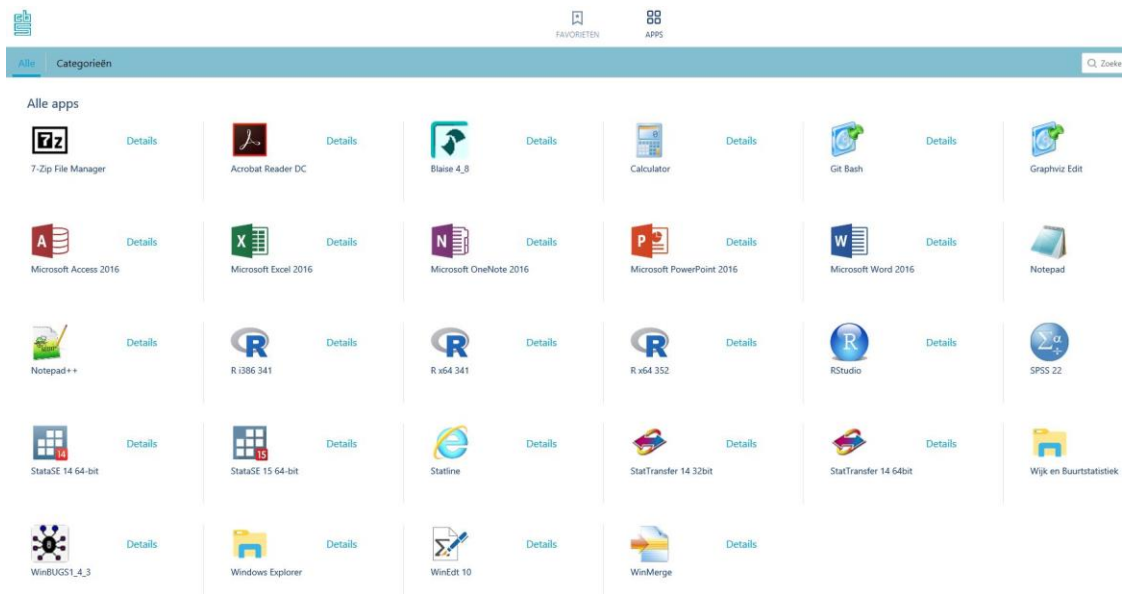 FAVORIETEN APPS
Alle Categorieën
Zoeke
Alle apps
Details Details Details Details Details
7-Zip File Manager Acrobat Reader DC Blaise 4_8 Calculator Git Bash Graphviz Edit
Details Details Details Details Details
Microsoft Access 2016 Microsoft Excel 2016 Microsoft OneNote 2016 Microsoft PowerPoint 2016 Microsoft Word 2016 Notepad
Details Details Details Details Details
Notepad++ R i386 341 R x64 341 R x64 352 RStudio SPSS 22
Details Details Details Details Details
StataSE 14 64-bit StataSE 15 64-bit Statline StatTransfer 14 32bit StatTransfer 14 64bit Wijk en Buurtstatistiek
Details Details Details Details
WinBUGS1_4_3 Windows Explorer WinEdt 10 WinMerge